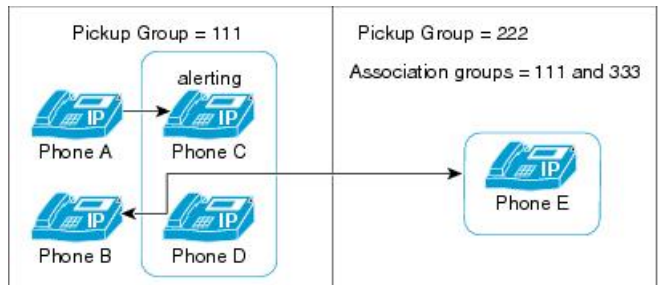 Pickup Group = 111
alerting
IP
IP
Phone A
Phone C
IP
IP
Phone B
Phone D
Pickup Group = 222
Association groups = 111 and 333
IP
Phone E